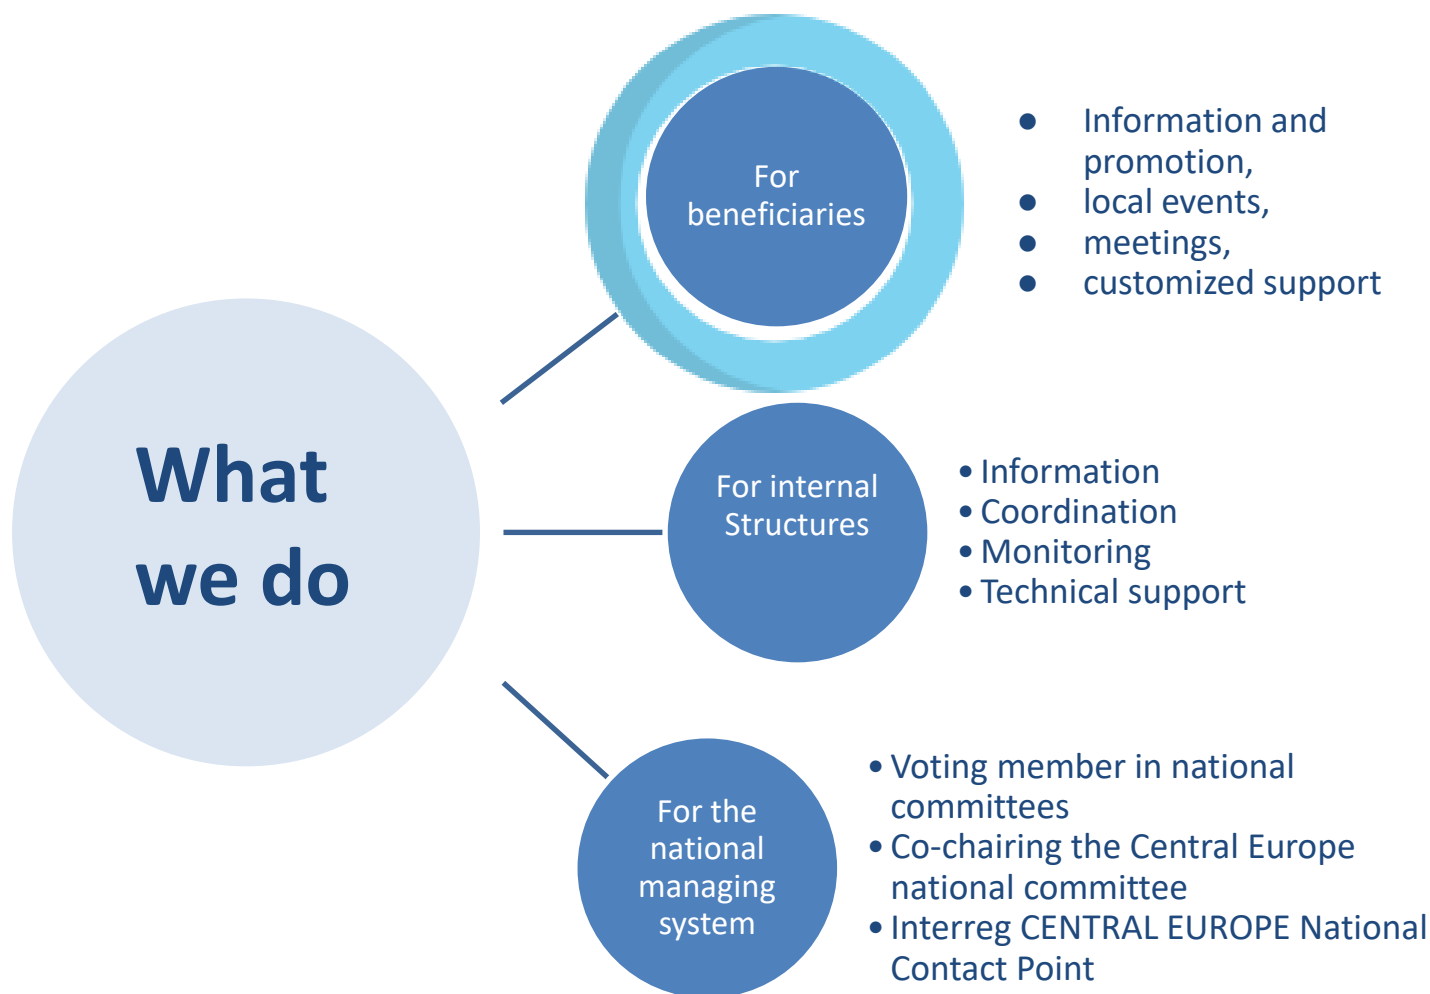 What
we do
For
beneficiaries
● Information and
promotion,
● local events,
● meetings,
● customized support
For internal
Structures
• Information
• Coordination
• Monitoring
• Technical support
For the
national
managing
system
• Voting member in national
committees
• Co-chairing the Central Europe
national committee
• Interreg CENTRAL EUROPE National
Contact Point